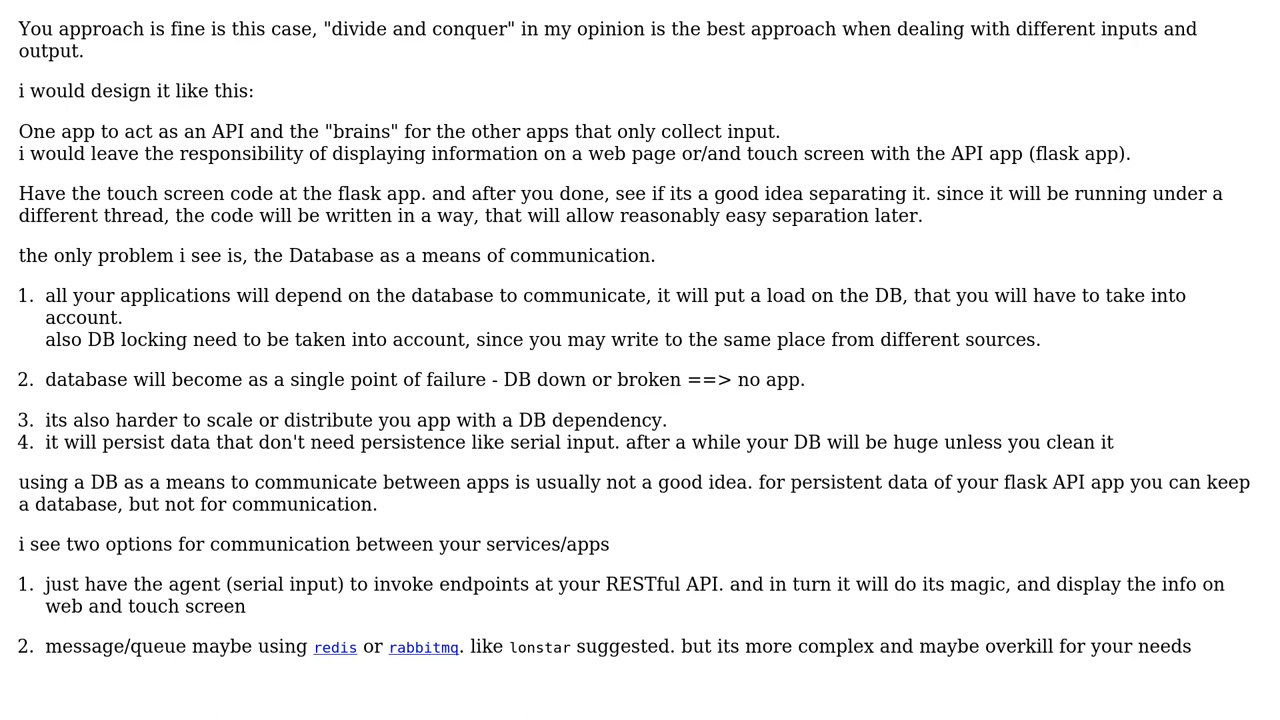 You approach is fine is this case, "divide and conquer" in my opinion is the best approach when dealing with different inputs and
output.
i would design it like this:
One app to act as an API and the "brains" for the other apps that only collect input.
i would leave the responsibility of displaying information on a web page or/and touch screen with the API app (flask app).
Have the touch screen code at the flask app. and after you done, see if its a good idea separating it. since it will be running under a
different thread, the code will be written in a way, that will allow reasonably easy separation later.
the only problem i see is, the Database as a means of communication.
1. all your applications will depend on the database to communicate, it will put a load on the DB, that you will have to take into
account.
also DB locking need to be taken into account, since you may write to the same place from different sources.
2. database will become as a single point of failure - DB down or broken ==> no app.
3. its also harder to scale or distribute you app with a DB dependency.
4. it will persist data that don't need persistence like serial input. after a while your DB will be huge unless you clean it
using a DB as a means to communicate between apps is usually not a good idea. for persistent data of your flask API app you can keep
a database, but not for communication.
i see two options for communication between your services/apps
1. just have the agent (serial input) to invoke endpoints at your RESTful API. and in turn it will do its magic, and display the info on
web and touch screen
2. message/queue maybe using redis or rabbitmq. like lonstar suggested. but its more complex and maybe overkill for your needs